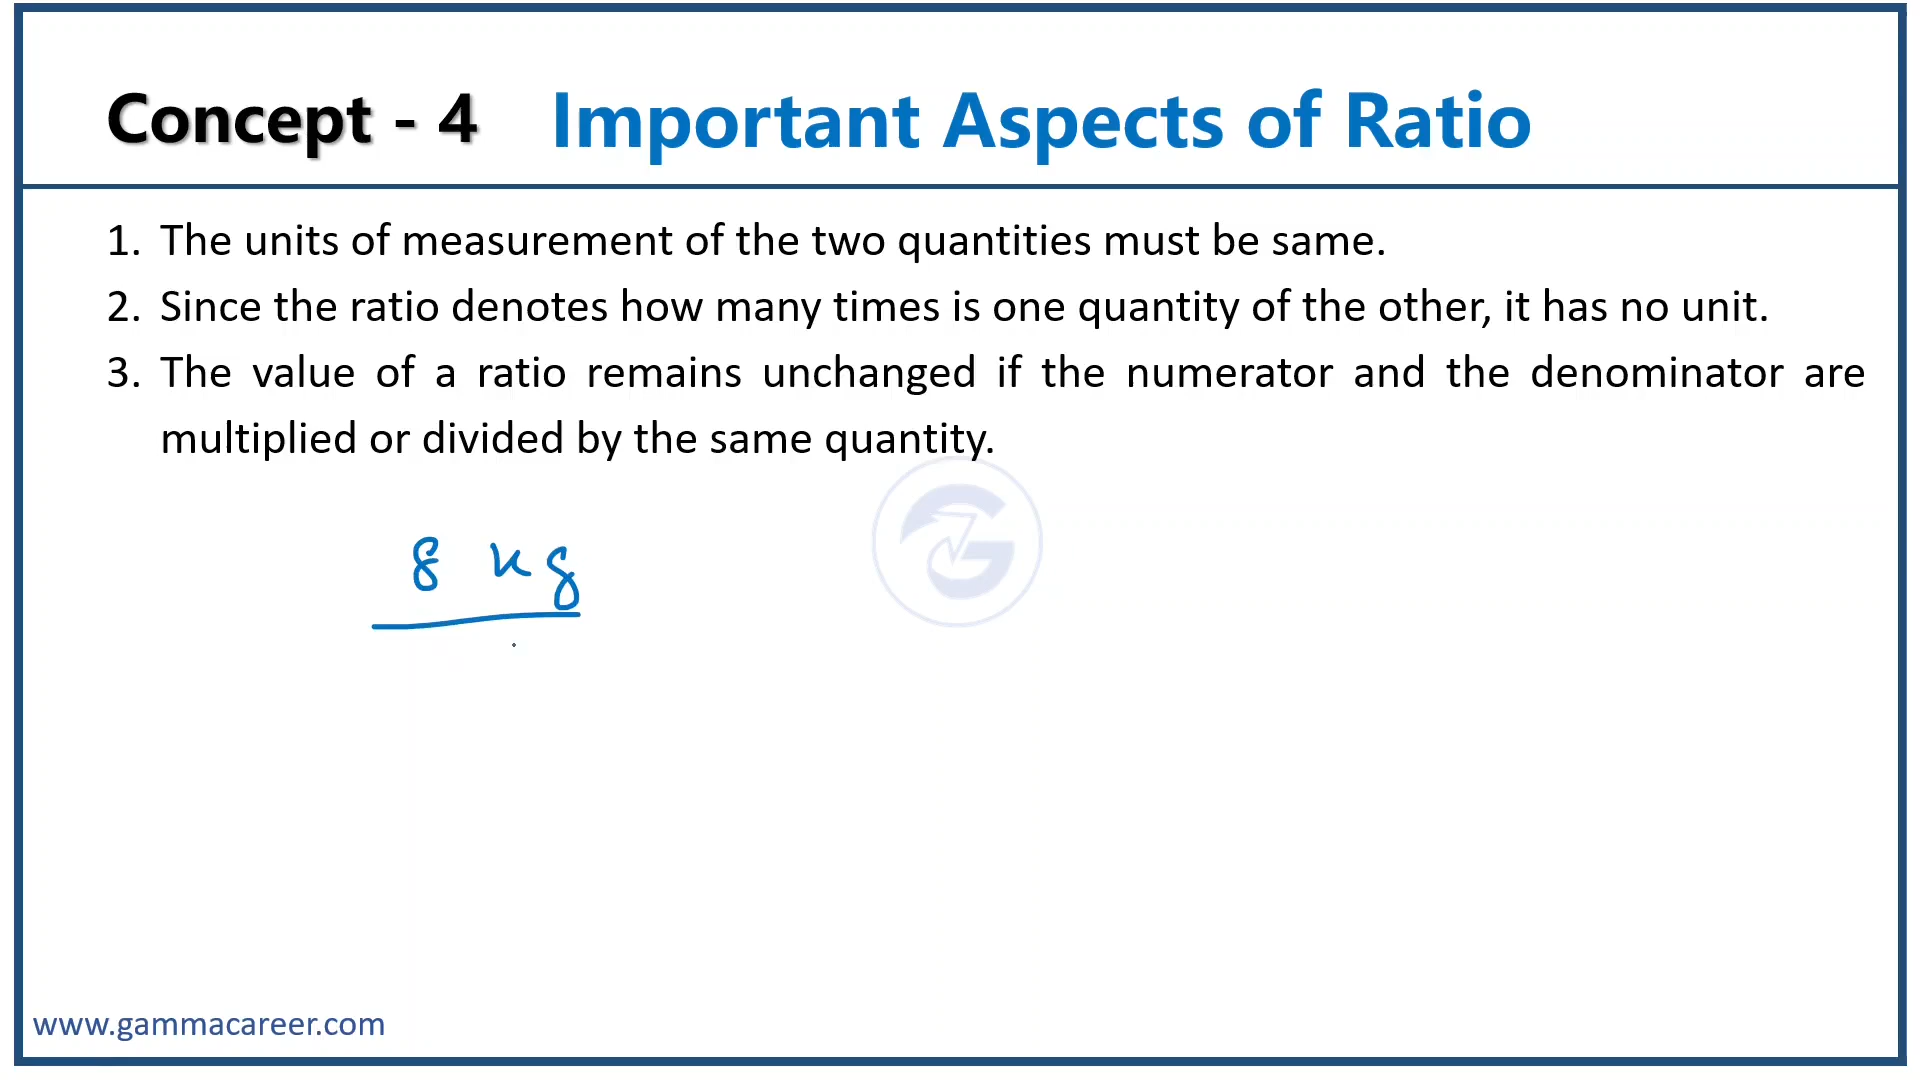 Concept - 4 Important Aspects of Ratio
1. The units of measurement of the two quantities must be same.
2. Since the ratio denotes how many times is one quantity of the other, it has no unit.
3. The value of a ratio remains unchanged if the numerator and the denominator are
multiplied or divided by the same quantity.
8 kg
www.gammacareer.com